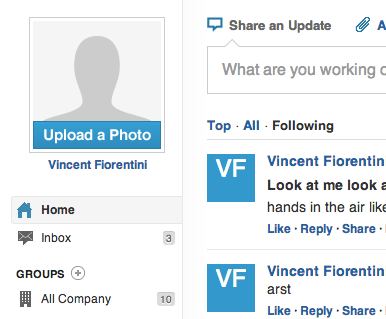 Upload a Photo
Vincent Fiorentini
Home
Inbox 3
GROUPS
All Company 10
Share an Update
What are you working
Top · All · Following
VF
Vincent Fiorentin
Look at me look a
hands in the air like
Like · Reply · Share ·
VF
Vincent Fiorentin
arst
Like · Reply · Share ·